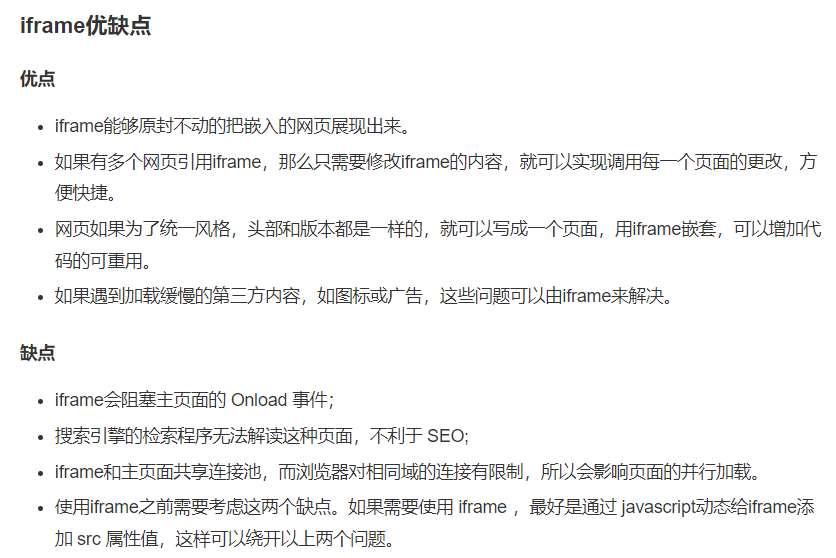 iframe优缺点
优点
iframe能够原封不动的把嵌入的网页展现出来。
如果有多个网页引用iframe，那么只需要修改iframe的内容，就可以实现调用每一个页面的更改，方
便快捷。
网页如果为了统一风格，头部和版本都是一样的，就可以写成一个页面，用iframe嵌套，可以增加代
码的可重用。
如果遇到加载缓慢的第三方内容，如图标或广告，这些问题可以由iframe来解决。
缺点
iframe会阻塞主页面的 Onload 事件；
搜索引擎的检索程序无法解读这种页面，不利于 SEO;
iframe和主页面共享连接池，而浏览器对相同域的连接有限制，所以会影响页面的并行加载。
使用iframe之前需要考虑这两个缺点。如果需要使用 iframe ，最好是通过 javascript动态给iframe添
加 src 属性值，这样可以绕开以上两个问题。